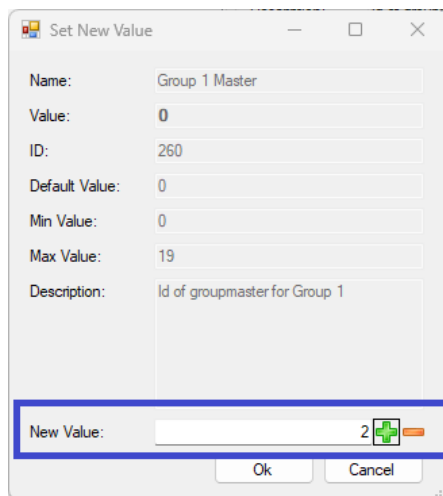 Set New Value
Name: Group 1 Master
Value: 0
ID: 260
Default Value: 0
Min Value: 0
Max Value: 19
Description: Id of groupmaster for Group 1
New Value: 2
Ok Cancel